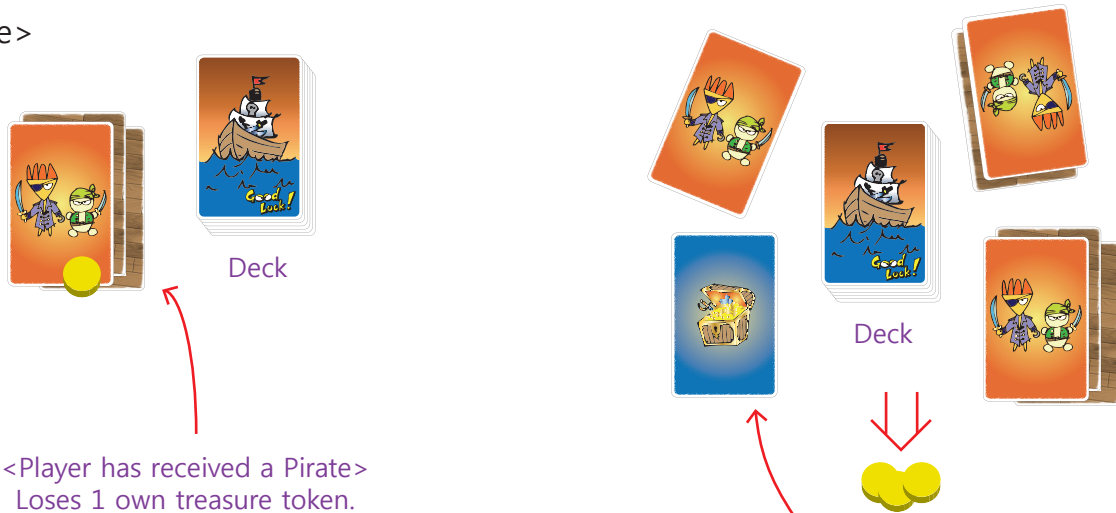 e>
Good
Luck!
Deck
<Player has received a Pirate>
Loses 1 own treasure token.
Good
Luck!
Deck